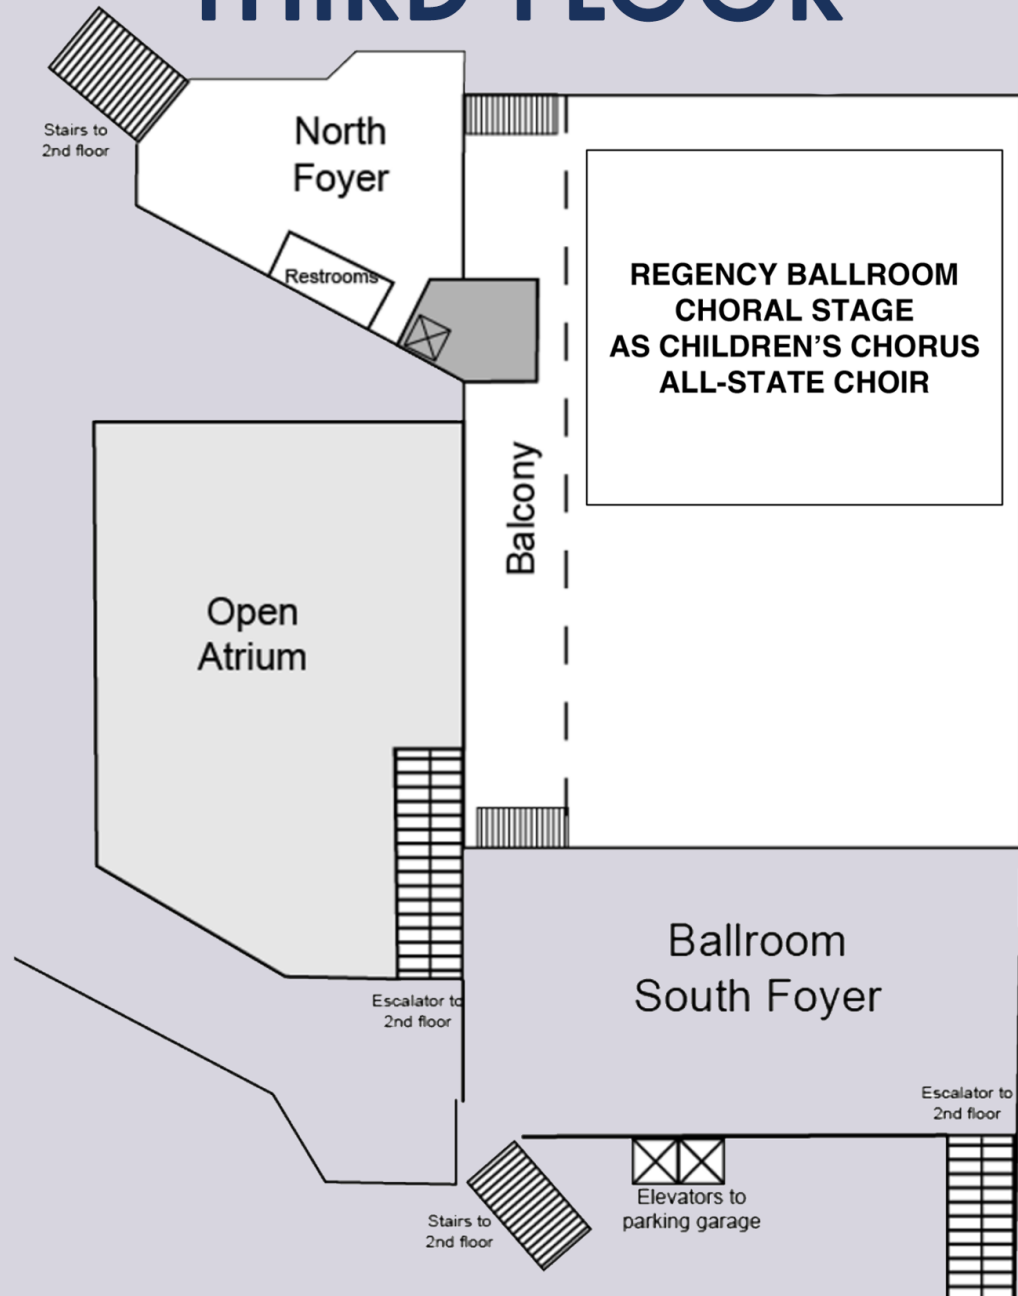 THIRD FLOOR
Stairs to
2nd floor
North
Foyer
Restrooms
REGENCY BALLROOM
CHORAL STAGE
AS CHILDREN'S CHORUS
ALL-STATE CHOIR
Balcony
Open
Atrium
Ballroom
South Foyer
Escalator to
2nd floor
Escalator to
2nd floor
Elevators to
parking garage
Stairs to
2nd floor